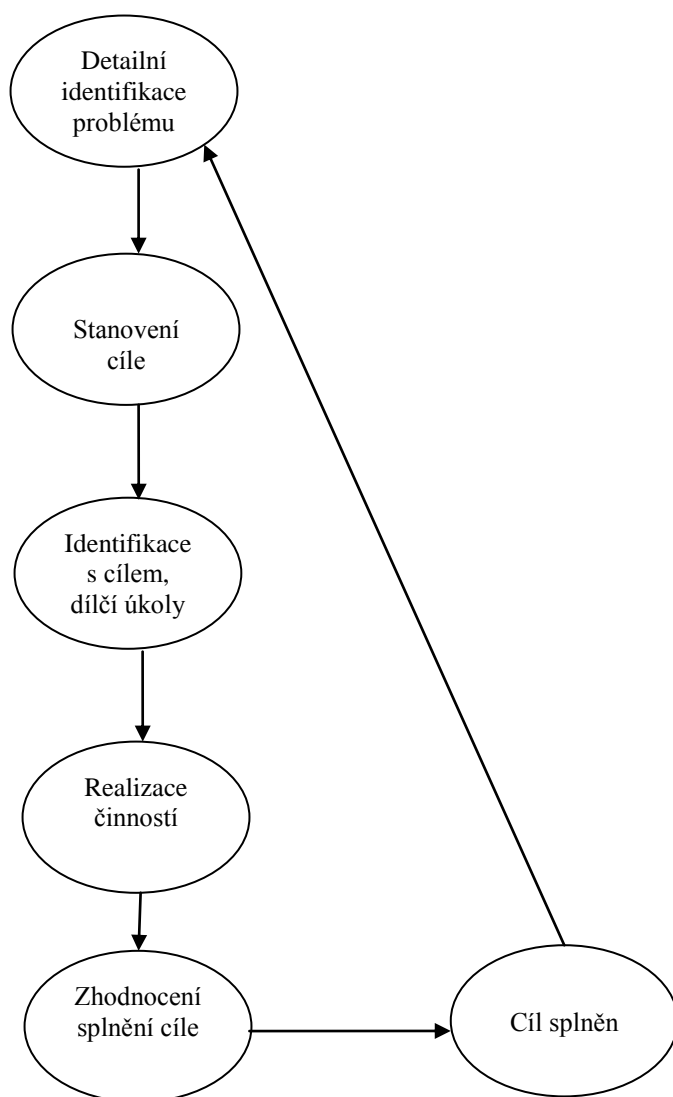 Detailní
identifikace
problému
Stanovení
cíle
Identifikace
s cílem,
dílčí úkoly
Realizace
činností
Zhodnocení
splnění cíle
Cíl splněn